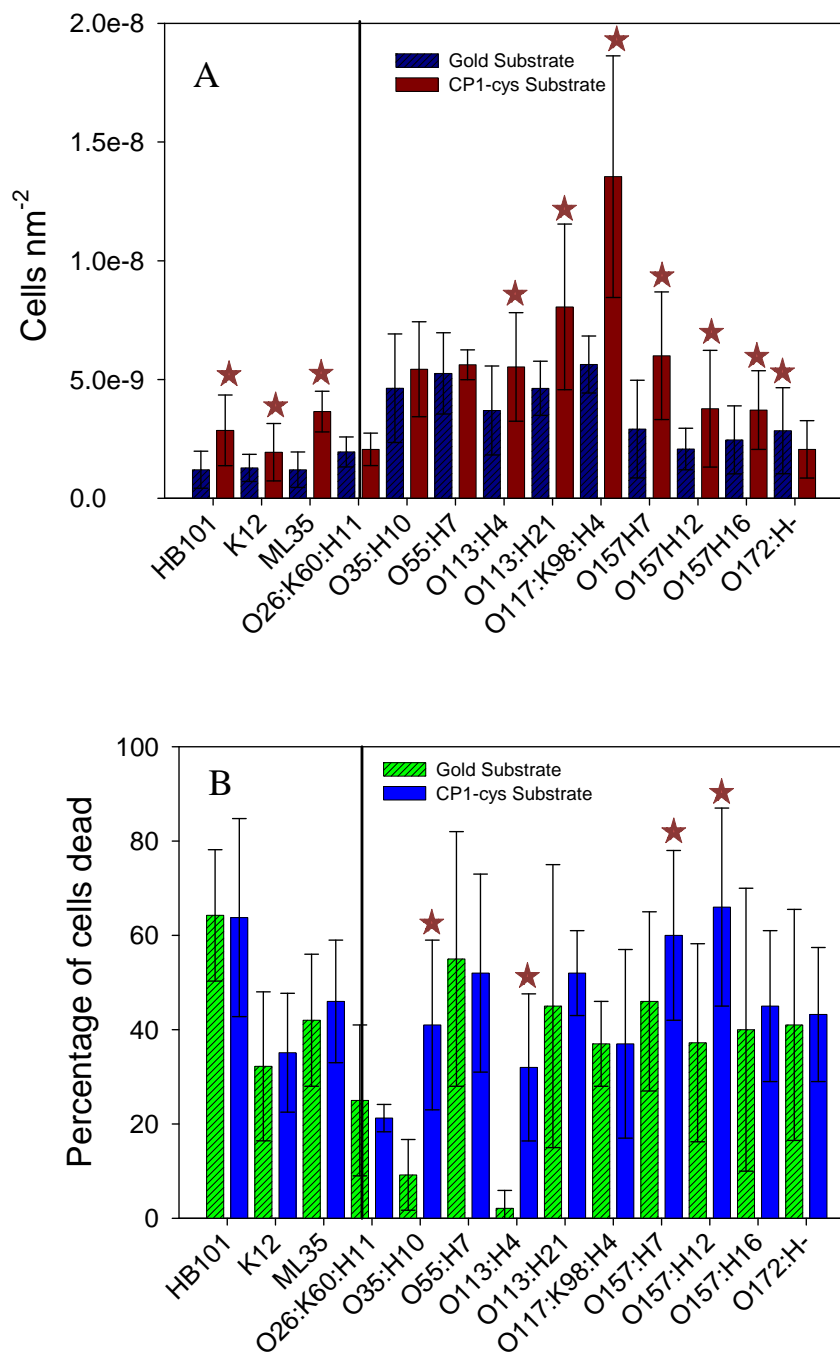 2.0e-8
A
Gold Substrate
CP1-cys Substrate
1.5e-8
1.0e-8
5.0e-9
0.0
Cells nm-2
HB101
K12
ML35
O26:K60:H11
O35:H10
O55:H7
O113:H4
O113:H21
O117:K98:H4
O157H7
O157H12
O157H16
O172:H-
100
B
Gold Substrate
CP1-cys Substrate
80
60
40
20
0
Percentage of cells dead
HB101
K12
ML35
O26:K60:H11
O35:H10
O55:H7
O113:H4
O113:H21
O117:K98:H4
O157:H7
O157:H12
O157:H16
O172:H-